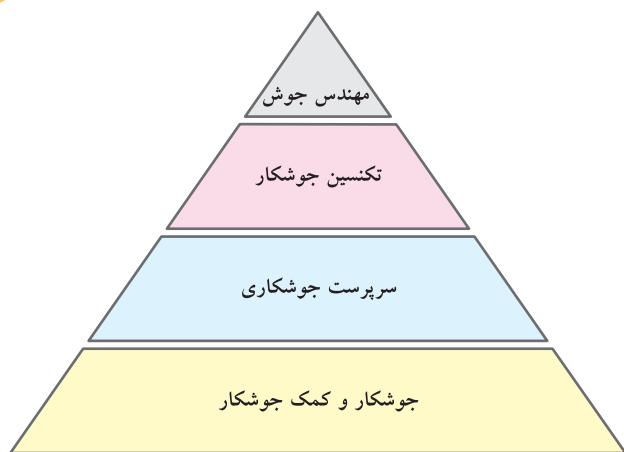 مهندس جوش
تکنسین جوشکار
سرپرست جوشکاری
جوشکار و کمک جوشکار